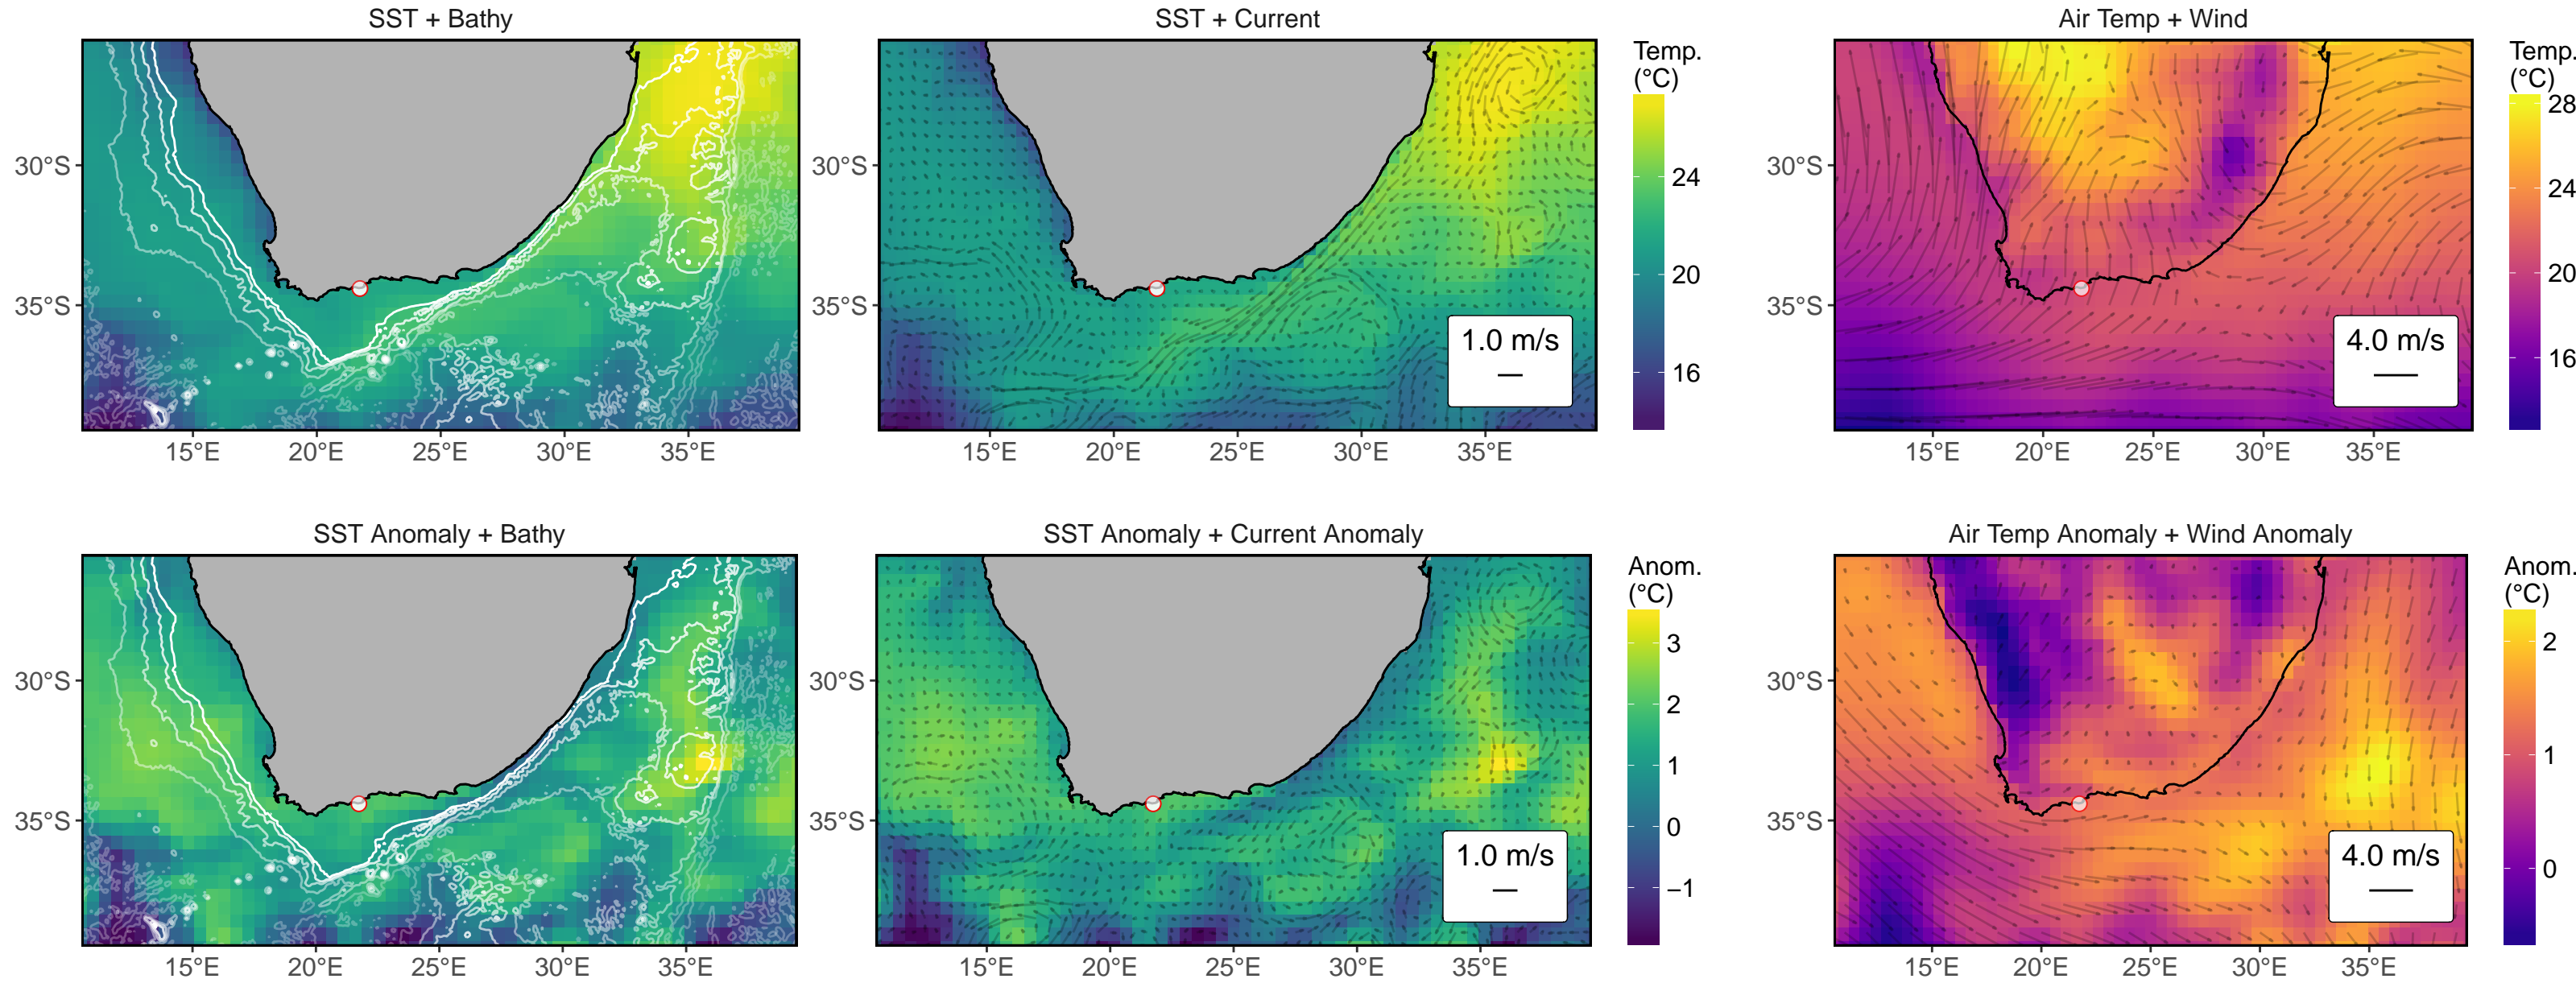 SST + Bathy
SST + Current
Air Temp + Wind
30°S
35°S
15°E 20°E 25°E 30°E 35°E
30°S
35°S
1.0 m/s
15°E 20°E 25°E 30°E 35°E
Temp.
(°C)
24
20
16
30°S
35°S
4.0 m/s
15°E 20°E 25°E 30°E 35°E
Temp.
(°C)
28
24
20
16
SST Anomaly + Bathy
SST Anomaly + Current Anomaly
Air Temp Anomaly + Wind Anomaly
30°S
35°S
15°E 20°E 25°E 30°E 35°E
30°S
35°S
1.0 m/s
15°E 20°E 25°E 30°E 35°E
Anom.
(°C)
3
2
1
0
−1
30°S
35°S
4.0 m/s
15°E 20°E 25°E 30°E 35°E
Anom.
(°C)
2
1
0